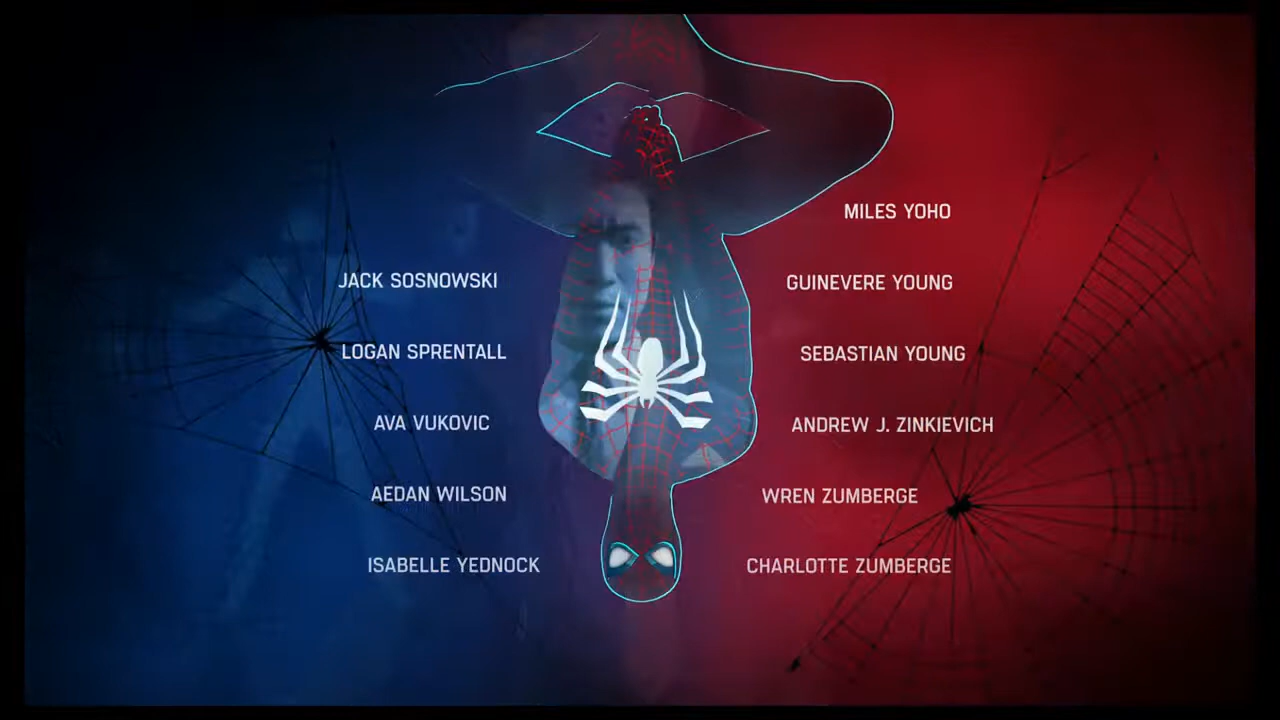 JACK SOSNOWSKI
LOGAN SPRENTALL
AVA VUKOVIC
AEDAN WILSON
ISABELLE YEDNOCK
MILES YOHO
GUINEVERE YOUNG
SEBASTIAN YOUNG
ANDREW J. ZINKIEVICH
WREN ZUMBERGE
CHARLOTTE ZUMBERGE